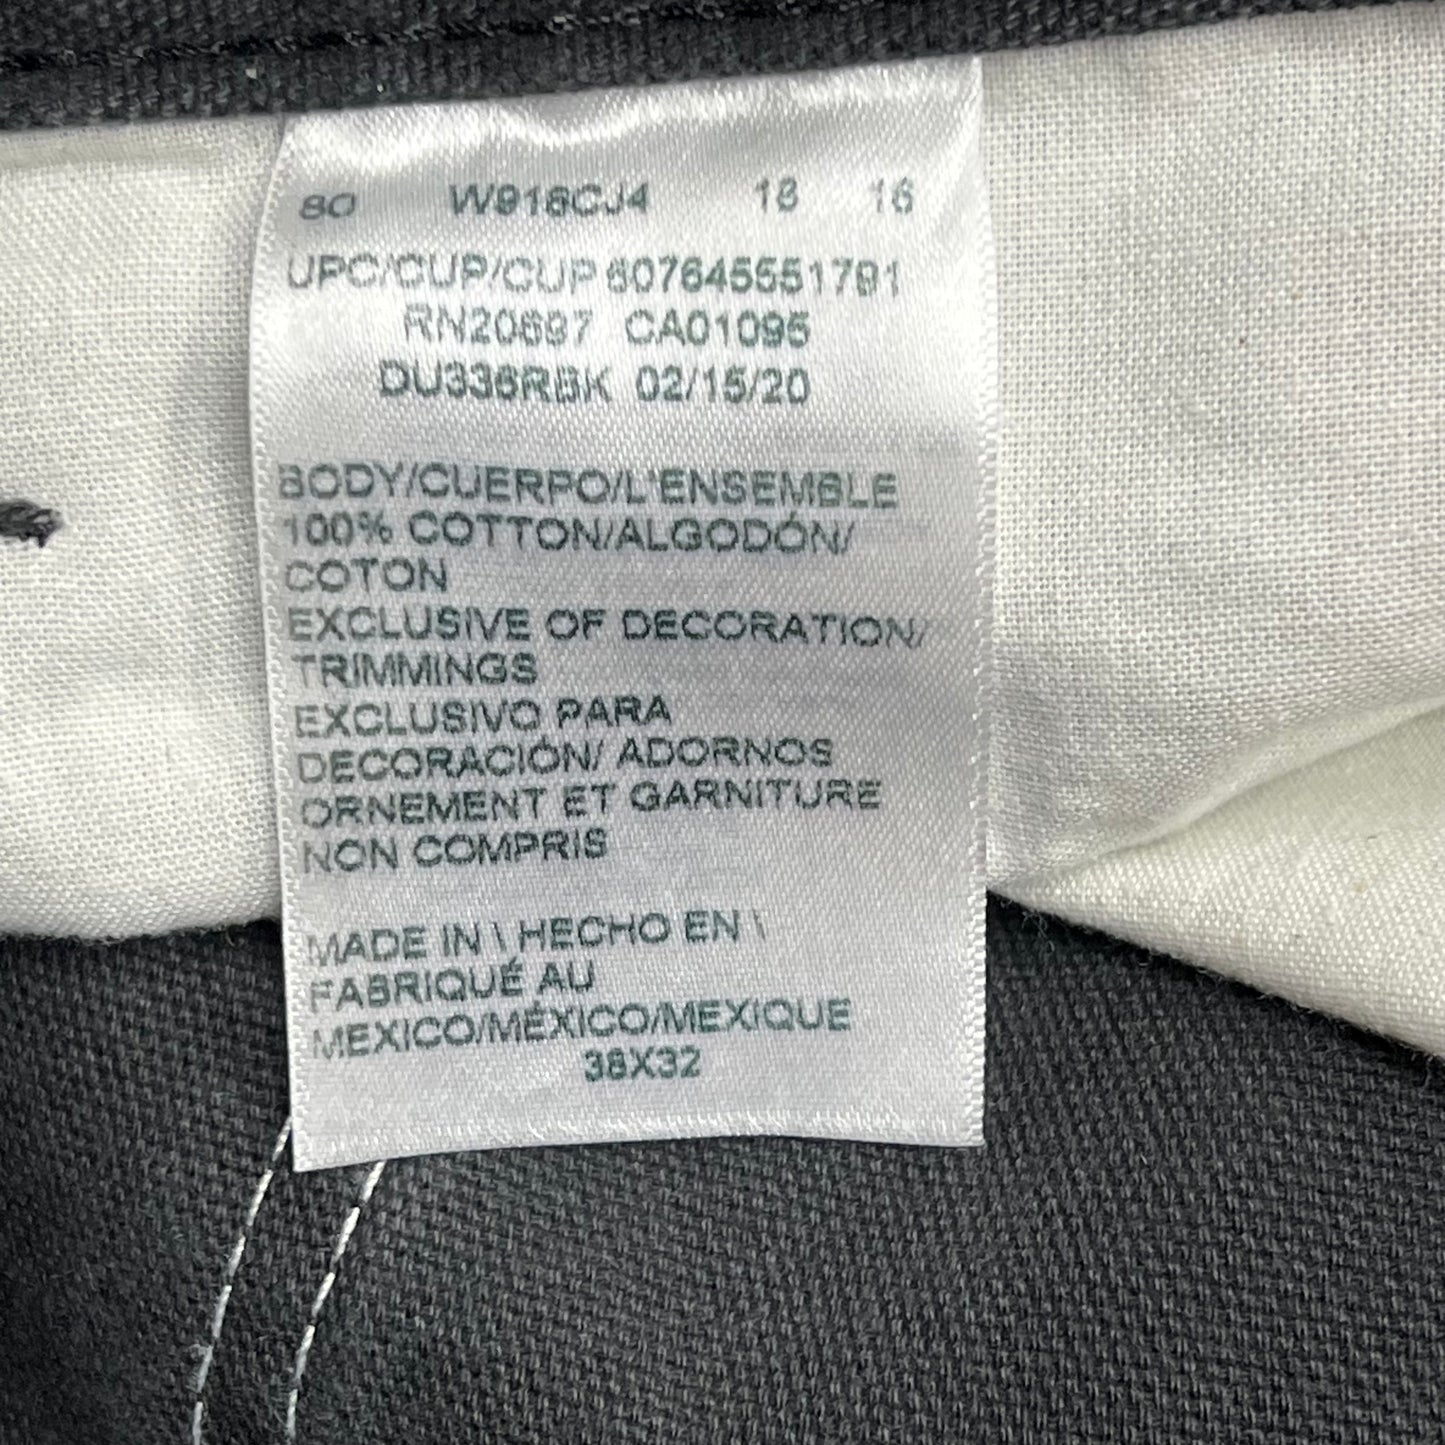 80 W918CJ4 18 16
UPC/CUP/CUP 607645551791
RN20697 CA01095
DU336RBK 02/15/20
BODY/CUERPO/L'ENSEMBLE
100% COTTON/ALGODÓN/
COTON
EXCLUSIVE OF DECORATION/
TRIMMINGS
EXCLUSIVO PARA
DECORACIÓN/ ADORNOS
ORNEMENT ET GARNITURE
NON COMPRIS
MADE IN \ HECHO EN \
FABRIQUÉ AU
MEXICO/MÉXICO/MEXIQUE
38X32